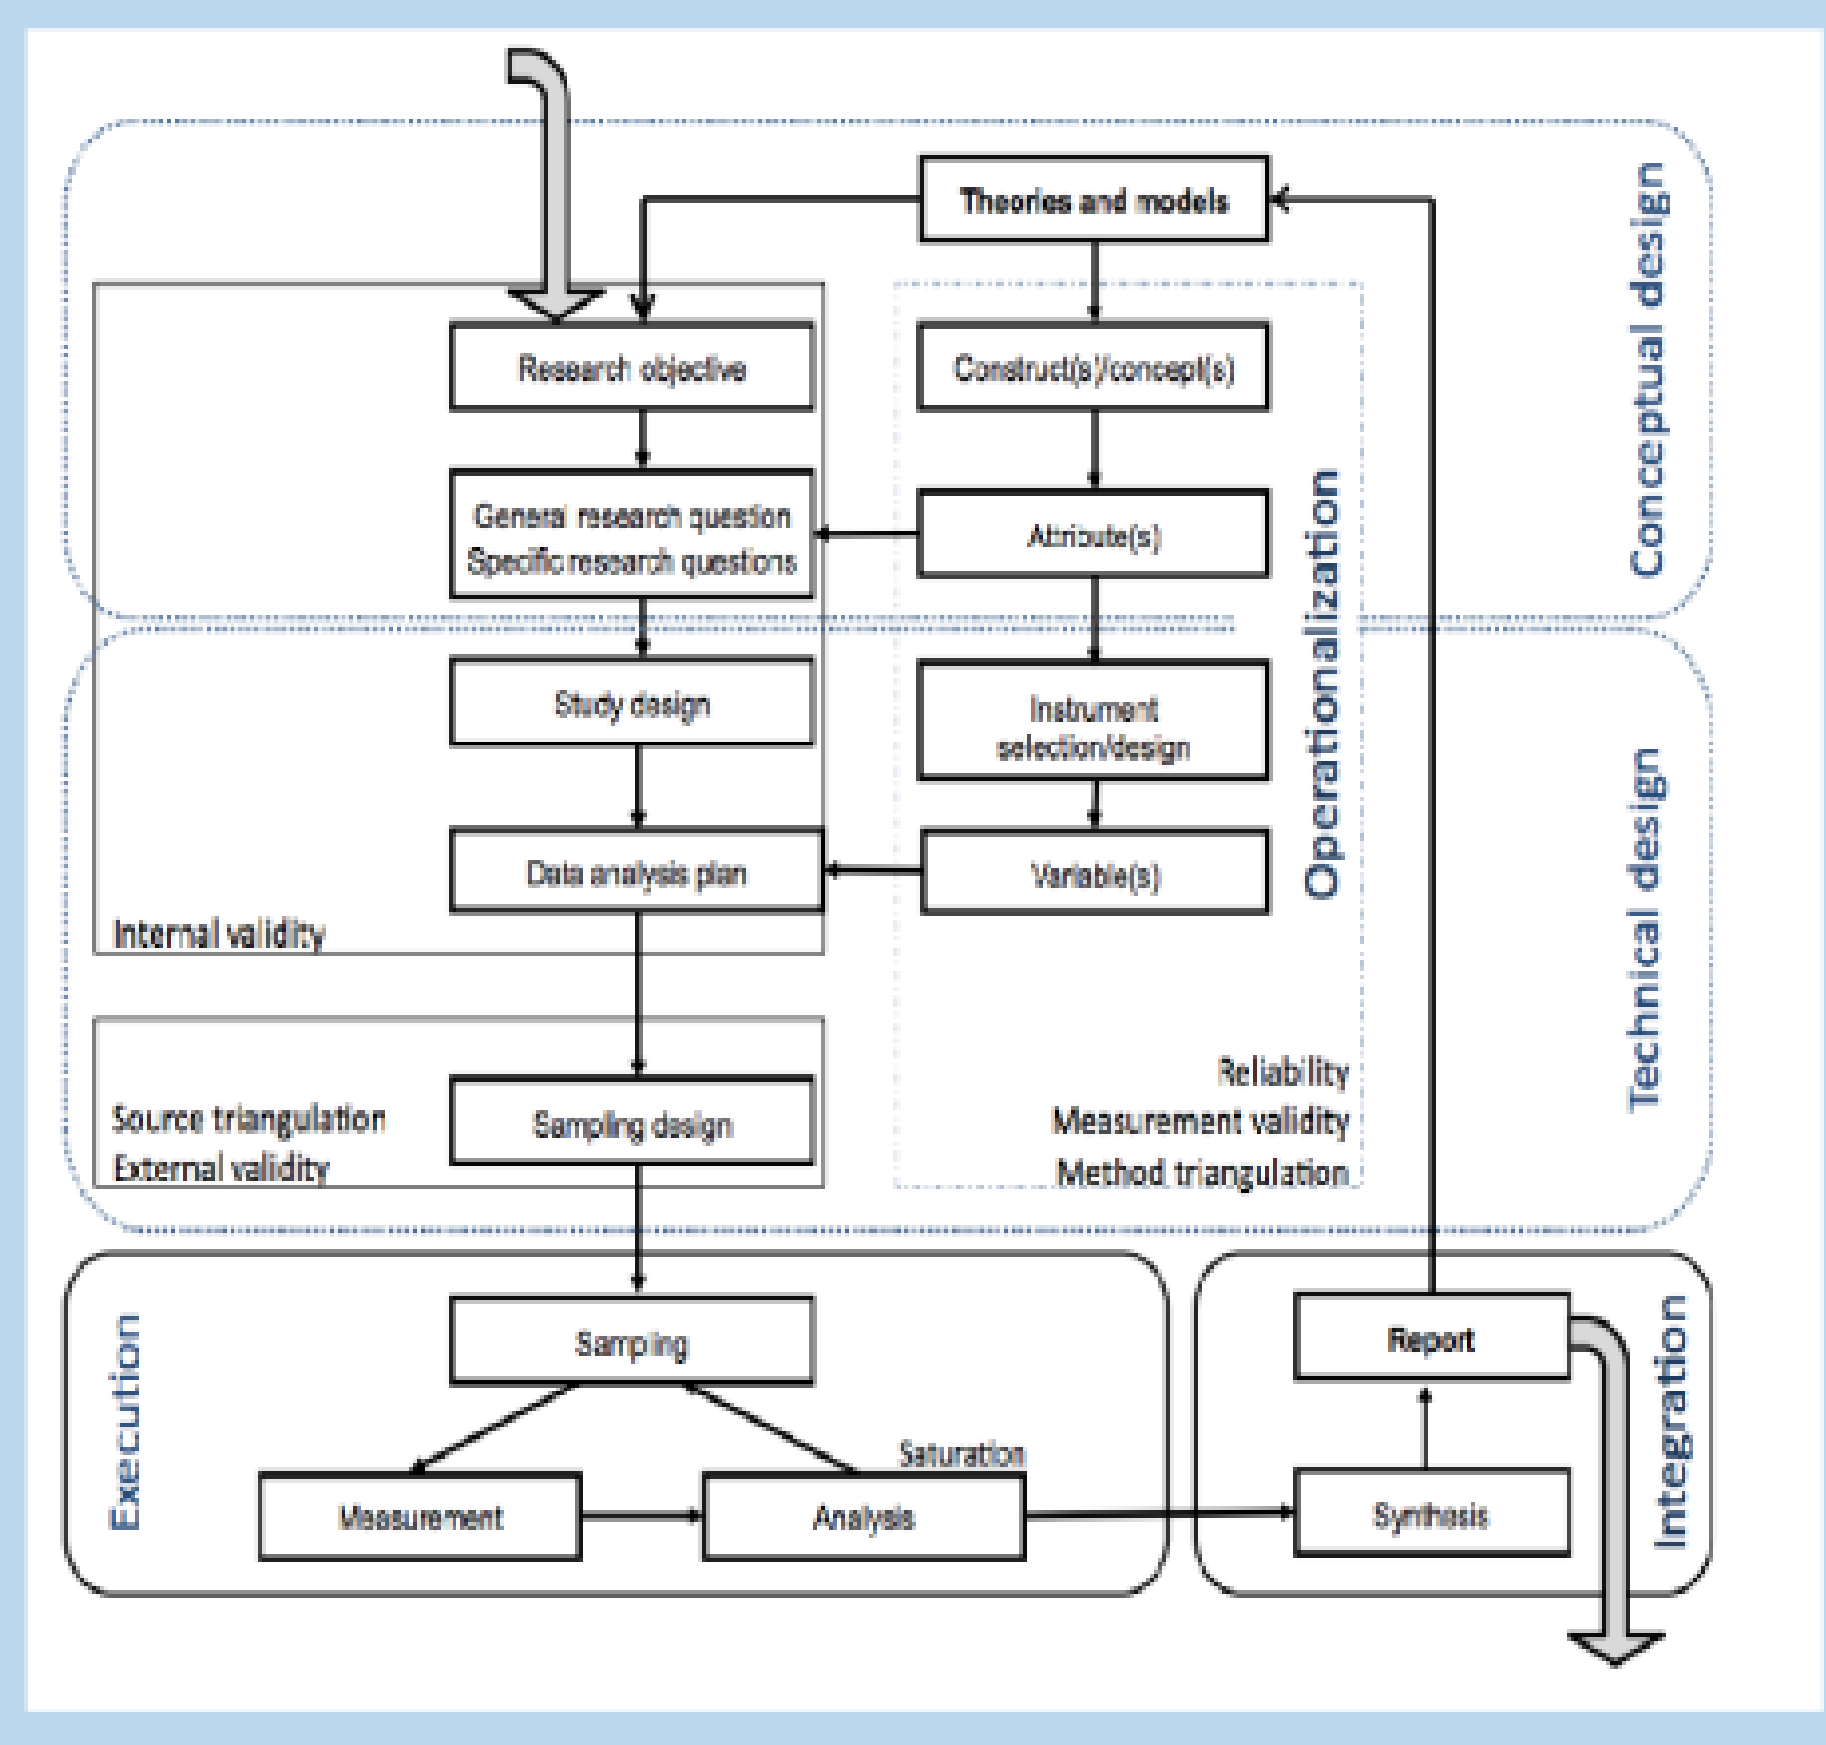 Theories and models
Conceptual design
Research objective
Construct(s)/concept(s)
General research question
Specific research questions
Attribute(s)
Operationalization
Study design
Instrument
selection/design
Technical design
Data analysis plan
Variable(s)
Internal validity
Reliability
Source triangulation
Sampling design
Measurement validity
External validity
Method triangulation
Execution
Sampling
Report
Integration
Saturation
Measurement
Analysis
Synthesis